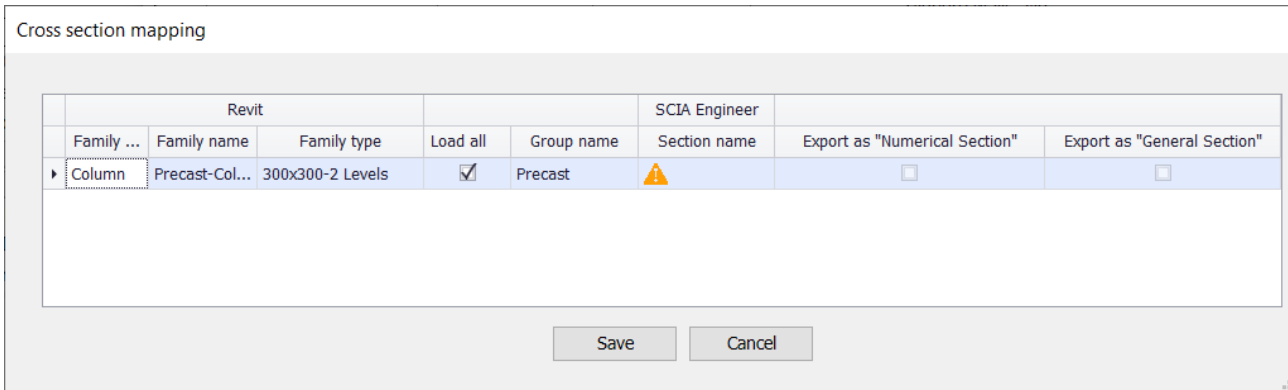 Cross section mapping
Revit SCIA Engineer
Family ... Family name Family type Load all Group name Section name Export as "Numerical Section" Export as "General Section"
Column Precast-Col... 300x300-2 Levels Precast
Save Cancel